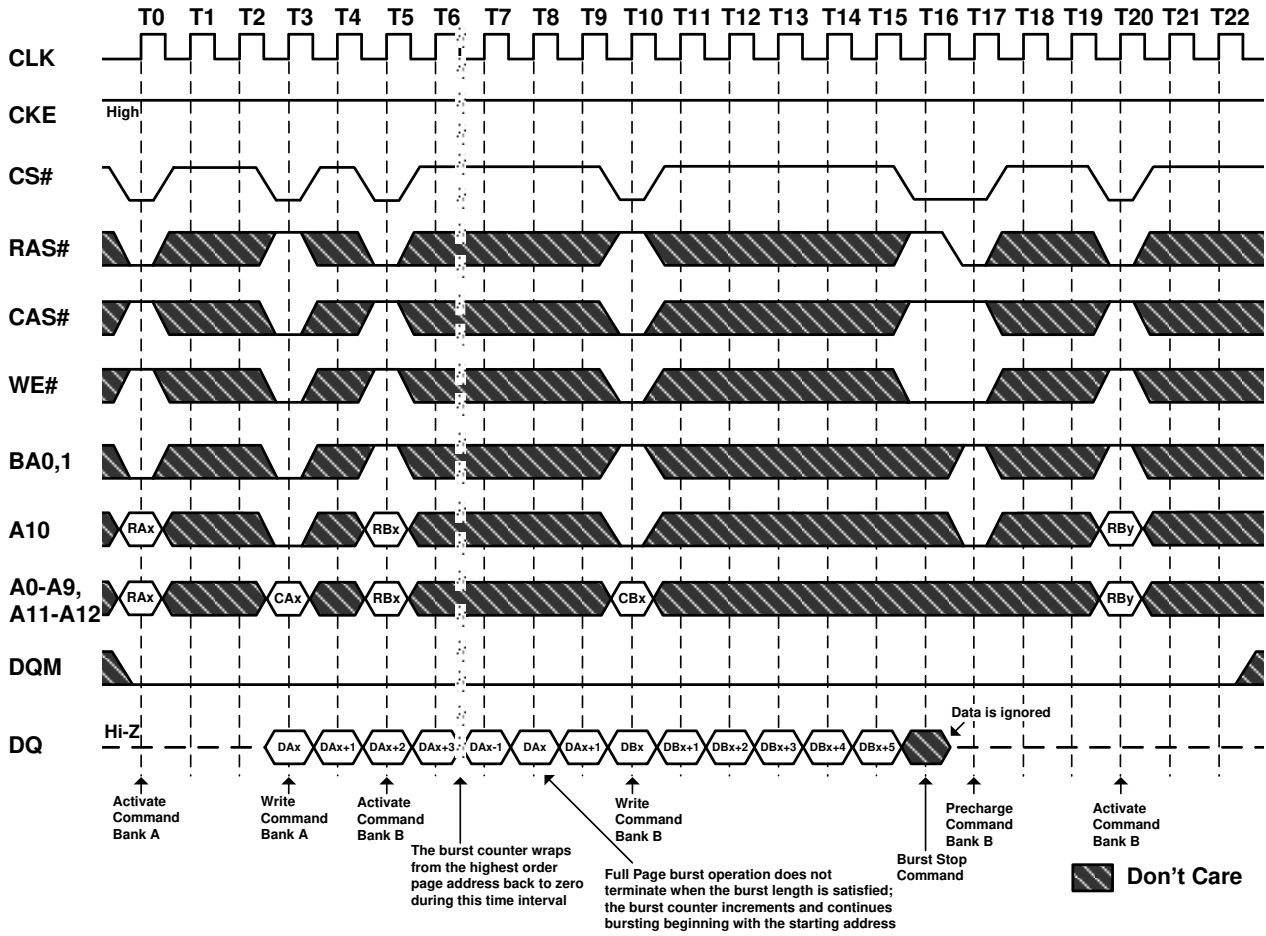 T0 T1 T2 T3 T4 T5 T6 T7 T8 T9 T10 T11 T12 T13 T14 T15 T16 T17 T18 T19 T20 T21 T22
CLK
CKE
High
CS#
RAS#
CAS#
WE#
BA0,1
A10
RAx RBx RBy
A0-A9,
A11-A12
RAx CAx RBx CBx RBy
DQM
DQ
Hi-Z
DAx DAx+1 DAx+2 DAx+3 DAx-1 DAx DAx+1 DBx DBx+1 DBx+2 DBx+3 DBx+4 DBx+5
Data is ignored
Activate
Command
Bank A
Write
Command
Bank A
Activate
Command
Bank B
The burst counter wraps
from the highest order
page address back to zero
during this time interval
Full Page burst operation does not
terminate when the burst length is satisfied;
the burst counter increments and continues
bursting beginning with the starting address
Write
Command
Bank B
Burst Stop
Command
Precharge
Command
Bank B
Activate
Command
Bank B
Don't Care